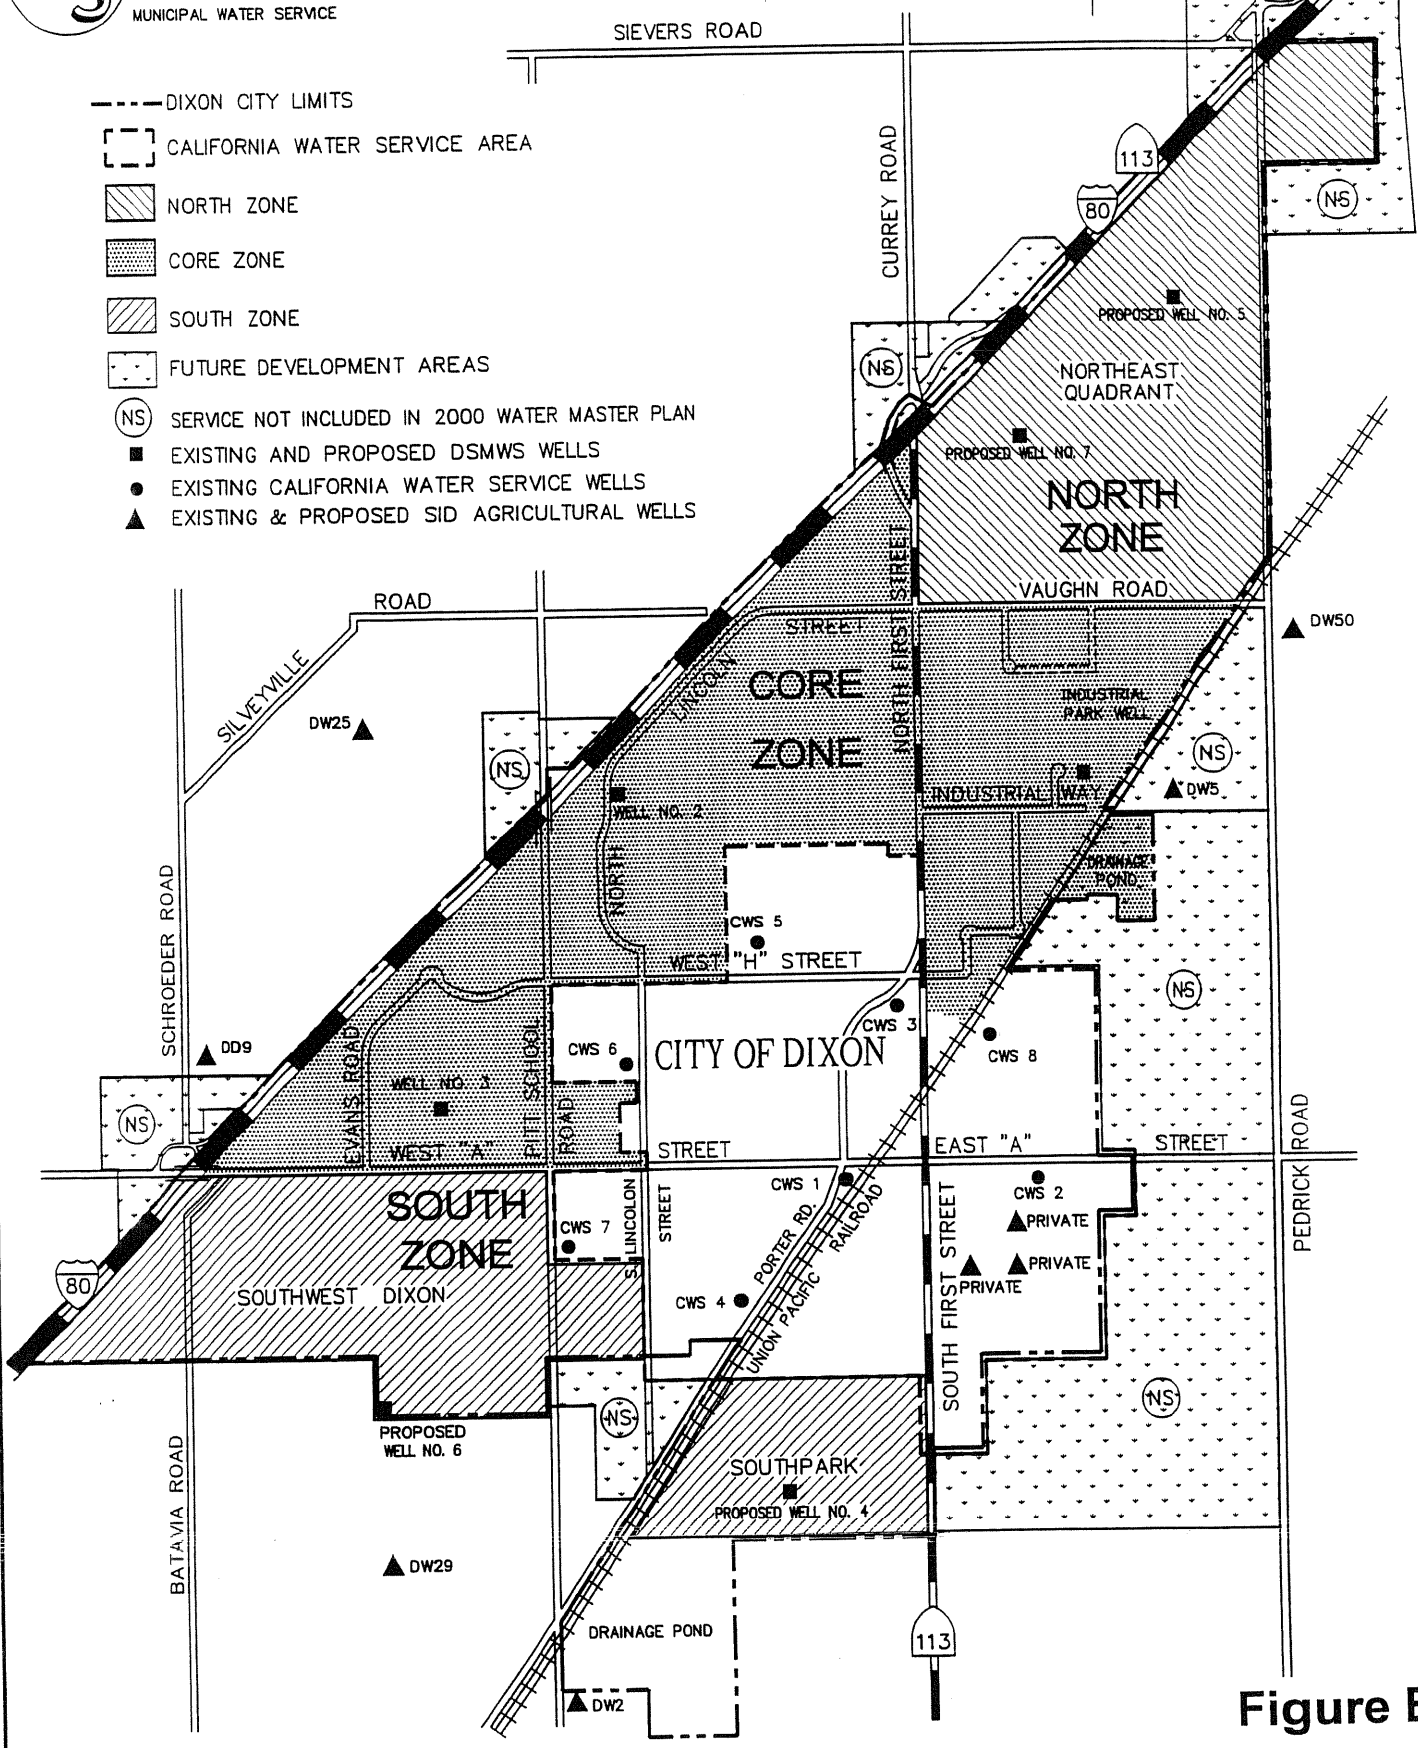 MUNICIPAL WATER SERVICE
SIEVERS ROAD
DIXON CITY LIMITS
CALIFORNIA WATER SERVICE AREA
NORTH ZONE
CORE ZONE
SOUTH ZONE
FUTURE DEVELOPMENT AREAS
NS SERVICE NOT INCLUDED IN 2000 WATER MASTER PLAN
EXISTING AND PROPOSED DSMWS WELLS
EXISTING CALIFORNIA WATER SERVICE WELLS
EXISTING & PROPOSED SID AGRICULTURAL WELLS
CURREY ROAD
113
80
NS
PROPOSED WELL NO. 5
NS
NORTHEAST
QUADRANT
PROPOSED WELL NO. 7
NORTH
ZONE
VAUGHN ROAD
ROAD
SILVEYVILLE
DW25
STREET
LINCOLN
NORTH
NORTH FIRST STREET
CORE
ZONE
DW50
INDUSTRIAL
PARK WELL
NS
NS
DW5
INDUSTRIAL WAY
WELL NO. 2
DRAINAGE
POND
SCHROEDER ROAD
CWS 5
WEST "H" STREET
NS
CWS 3
CITY OF DIXON
CWS 6
CWS 8
DD9
EVANS ROAD
WELL NO. 3
PITT SCHOOL
ROAD
NS
WEST "A"
STREET
EAST "A"
STREET
PEDRICK ROAD
SOUTH
ZONE
CWS 1
CWS 2
S. LINCOLON
STREET
CWS 7
PRIVATE
PRIVATE
PRIVATE
PORTER RD.
UNION PACIFIC
RAILROAD
SOUTH FIRST STREET
80
SOUTHWEST DIXON
CWS 4
NS
NS
PROPOSED
WELL NO. 6
SOUTHPARK
PROPOSED WELL NO. 4
BATAVIA ROAD
DW29
DRAINAGE POND
113
DW2
Figure